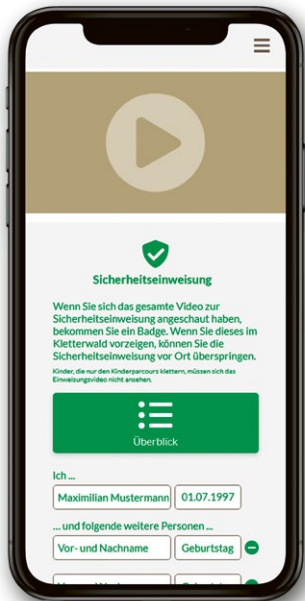 Sicherheitseinweisung
Wenn Sie sich das gesamte Video zur
Sicherheitseinweisung angeschaut haben,
bekommen Sie ein Badge. Wenn Sie dieses im
Kletterwald vorzeigen, können Sie die
Sicherheitseinweisung vor Ort überspringen.
Kinder, die nur den Kinderparcours klettern, müssen sich das
Einweisungsvideo nicht ansehen.
Überblick
Ich ...
Maximilian Mustermann 01.07.1997
... und folgende weitere Personen ...
Vor- und Nachname Geburtstag